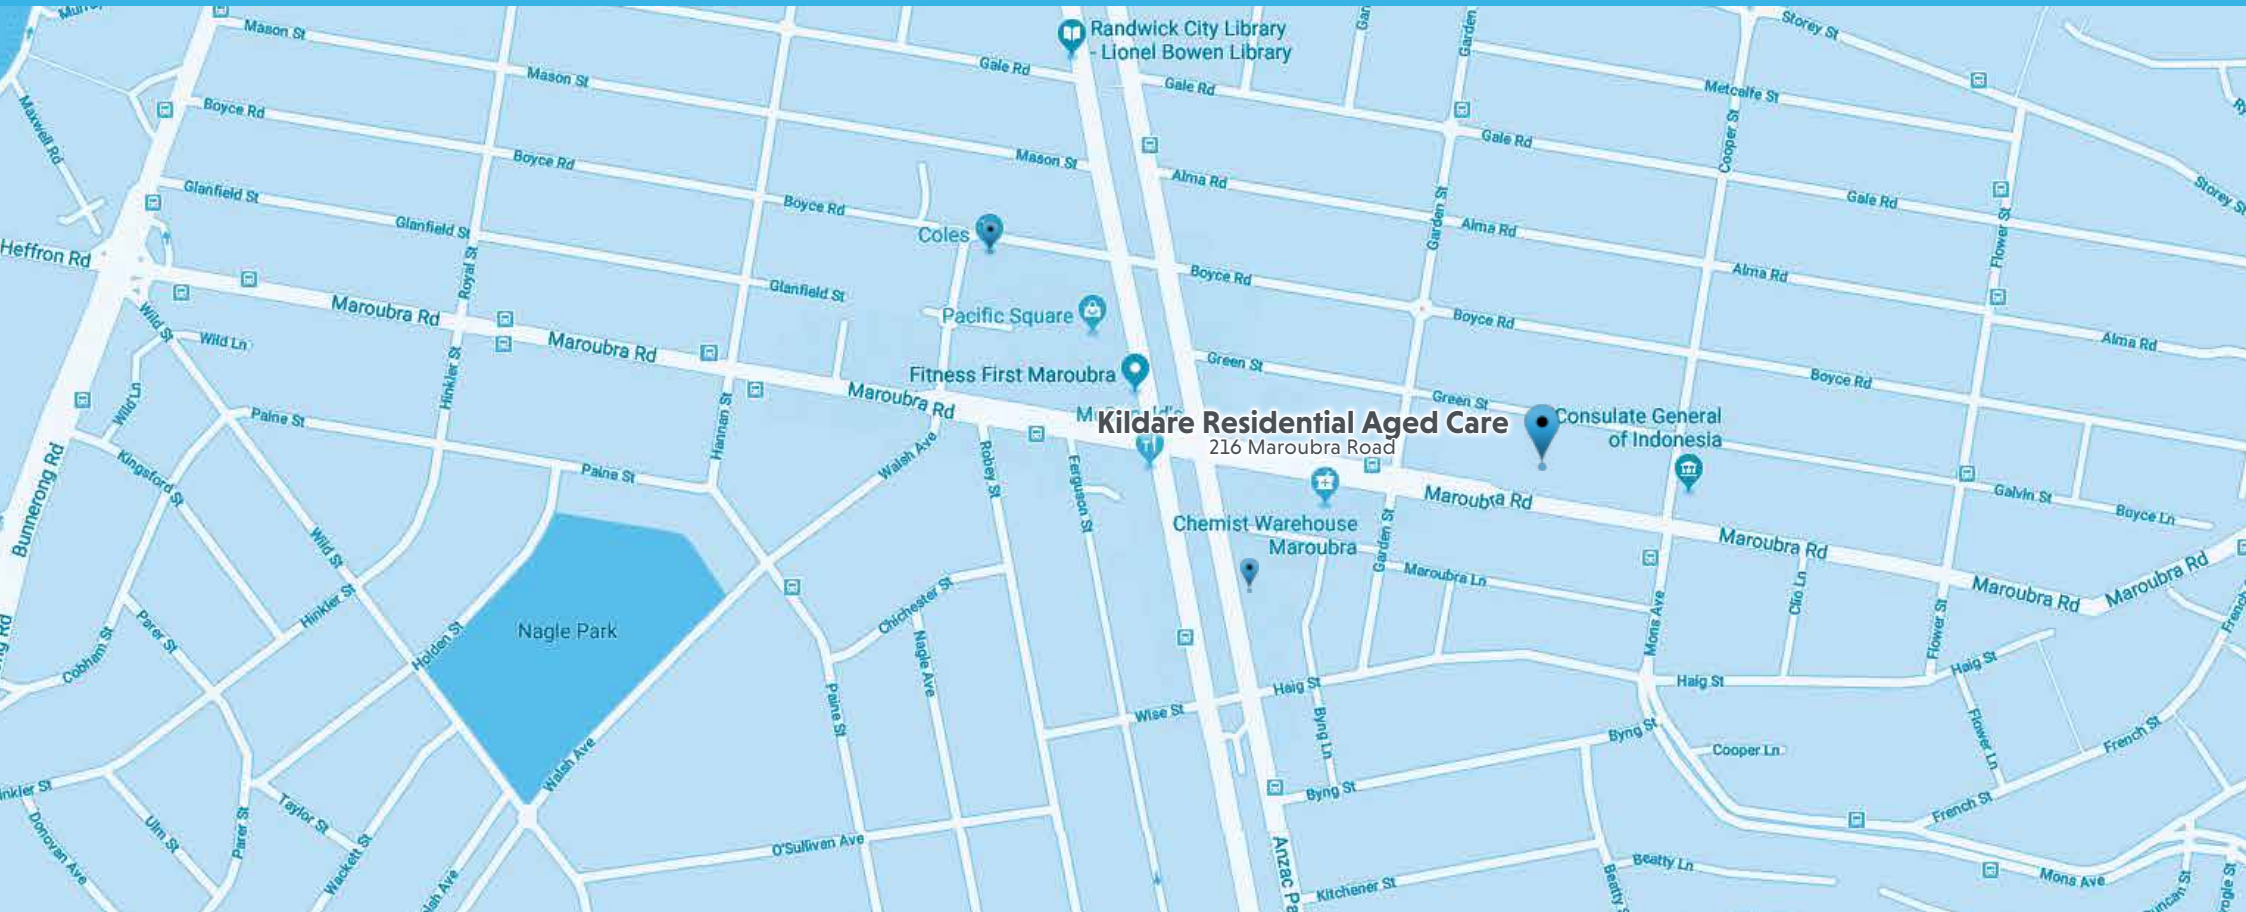 Murray
Mason St
Mason St
Gale Rd
Randwick City Library
- Lionel Bowen Library
Gale Rd
Garden
Storey St
Metcalfe St
Boyce Rd
Maxwell Rd
Boyce Rd
Mason St
Gale Rd
Cooper St
Storey St
Glanfield St
Glanfield St
Boyce Rd
Alma Rd
Garden St
Alma Rd
Gale Rd
Flower St
Heffron Rd
Royal St
Coles
Boyce Rd
Alma Rd
Glanfield St
Maroubra Rd
Wild St
Wild Ln
Maroubra Rd
Pacific Square
Boyce Rd
Alma Rd
Hinkler St
Green St
Fitness First Maroubra
Boyce Rd
Wild Ln
Hannan St
Maroubra Rd
Green St
Kildare Residential Aged Care
216 Maroubra Road
Consulate General
of Indonesia
Paine St
Paine St
Walsh Ave
Robey St
Ferguson St
Bunnerong Rd
Kingsford St
Maroubra Rd
Galvin St
Boyce Ln
Wild St
Chemist Warehouse
Maroubra
Garden St
Maroubra Ln
Maroubra Rd
Maroubra Rd
Maroubra Rd
Clio Ln
Mons Ave
Flower St
French
Hinkler St
Chichester St
Nagle Park
Parer St
Cobham St
Holden St
Nagle Ave
Haig St
Haig St
Haig St
Paine St
Wise St
Byng Ln
Byng St
Cooper Ln
Flower Ln
French St
Walsh Ave
Byng St
French St
Taylor St
Ulm St
Parer St
Donovan Ave
Wackett St
O'Sullivan Ave
Anzac Pa
Kitchener St
Beatty Ln
Beatty S
Mons Ave